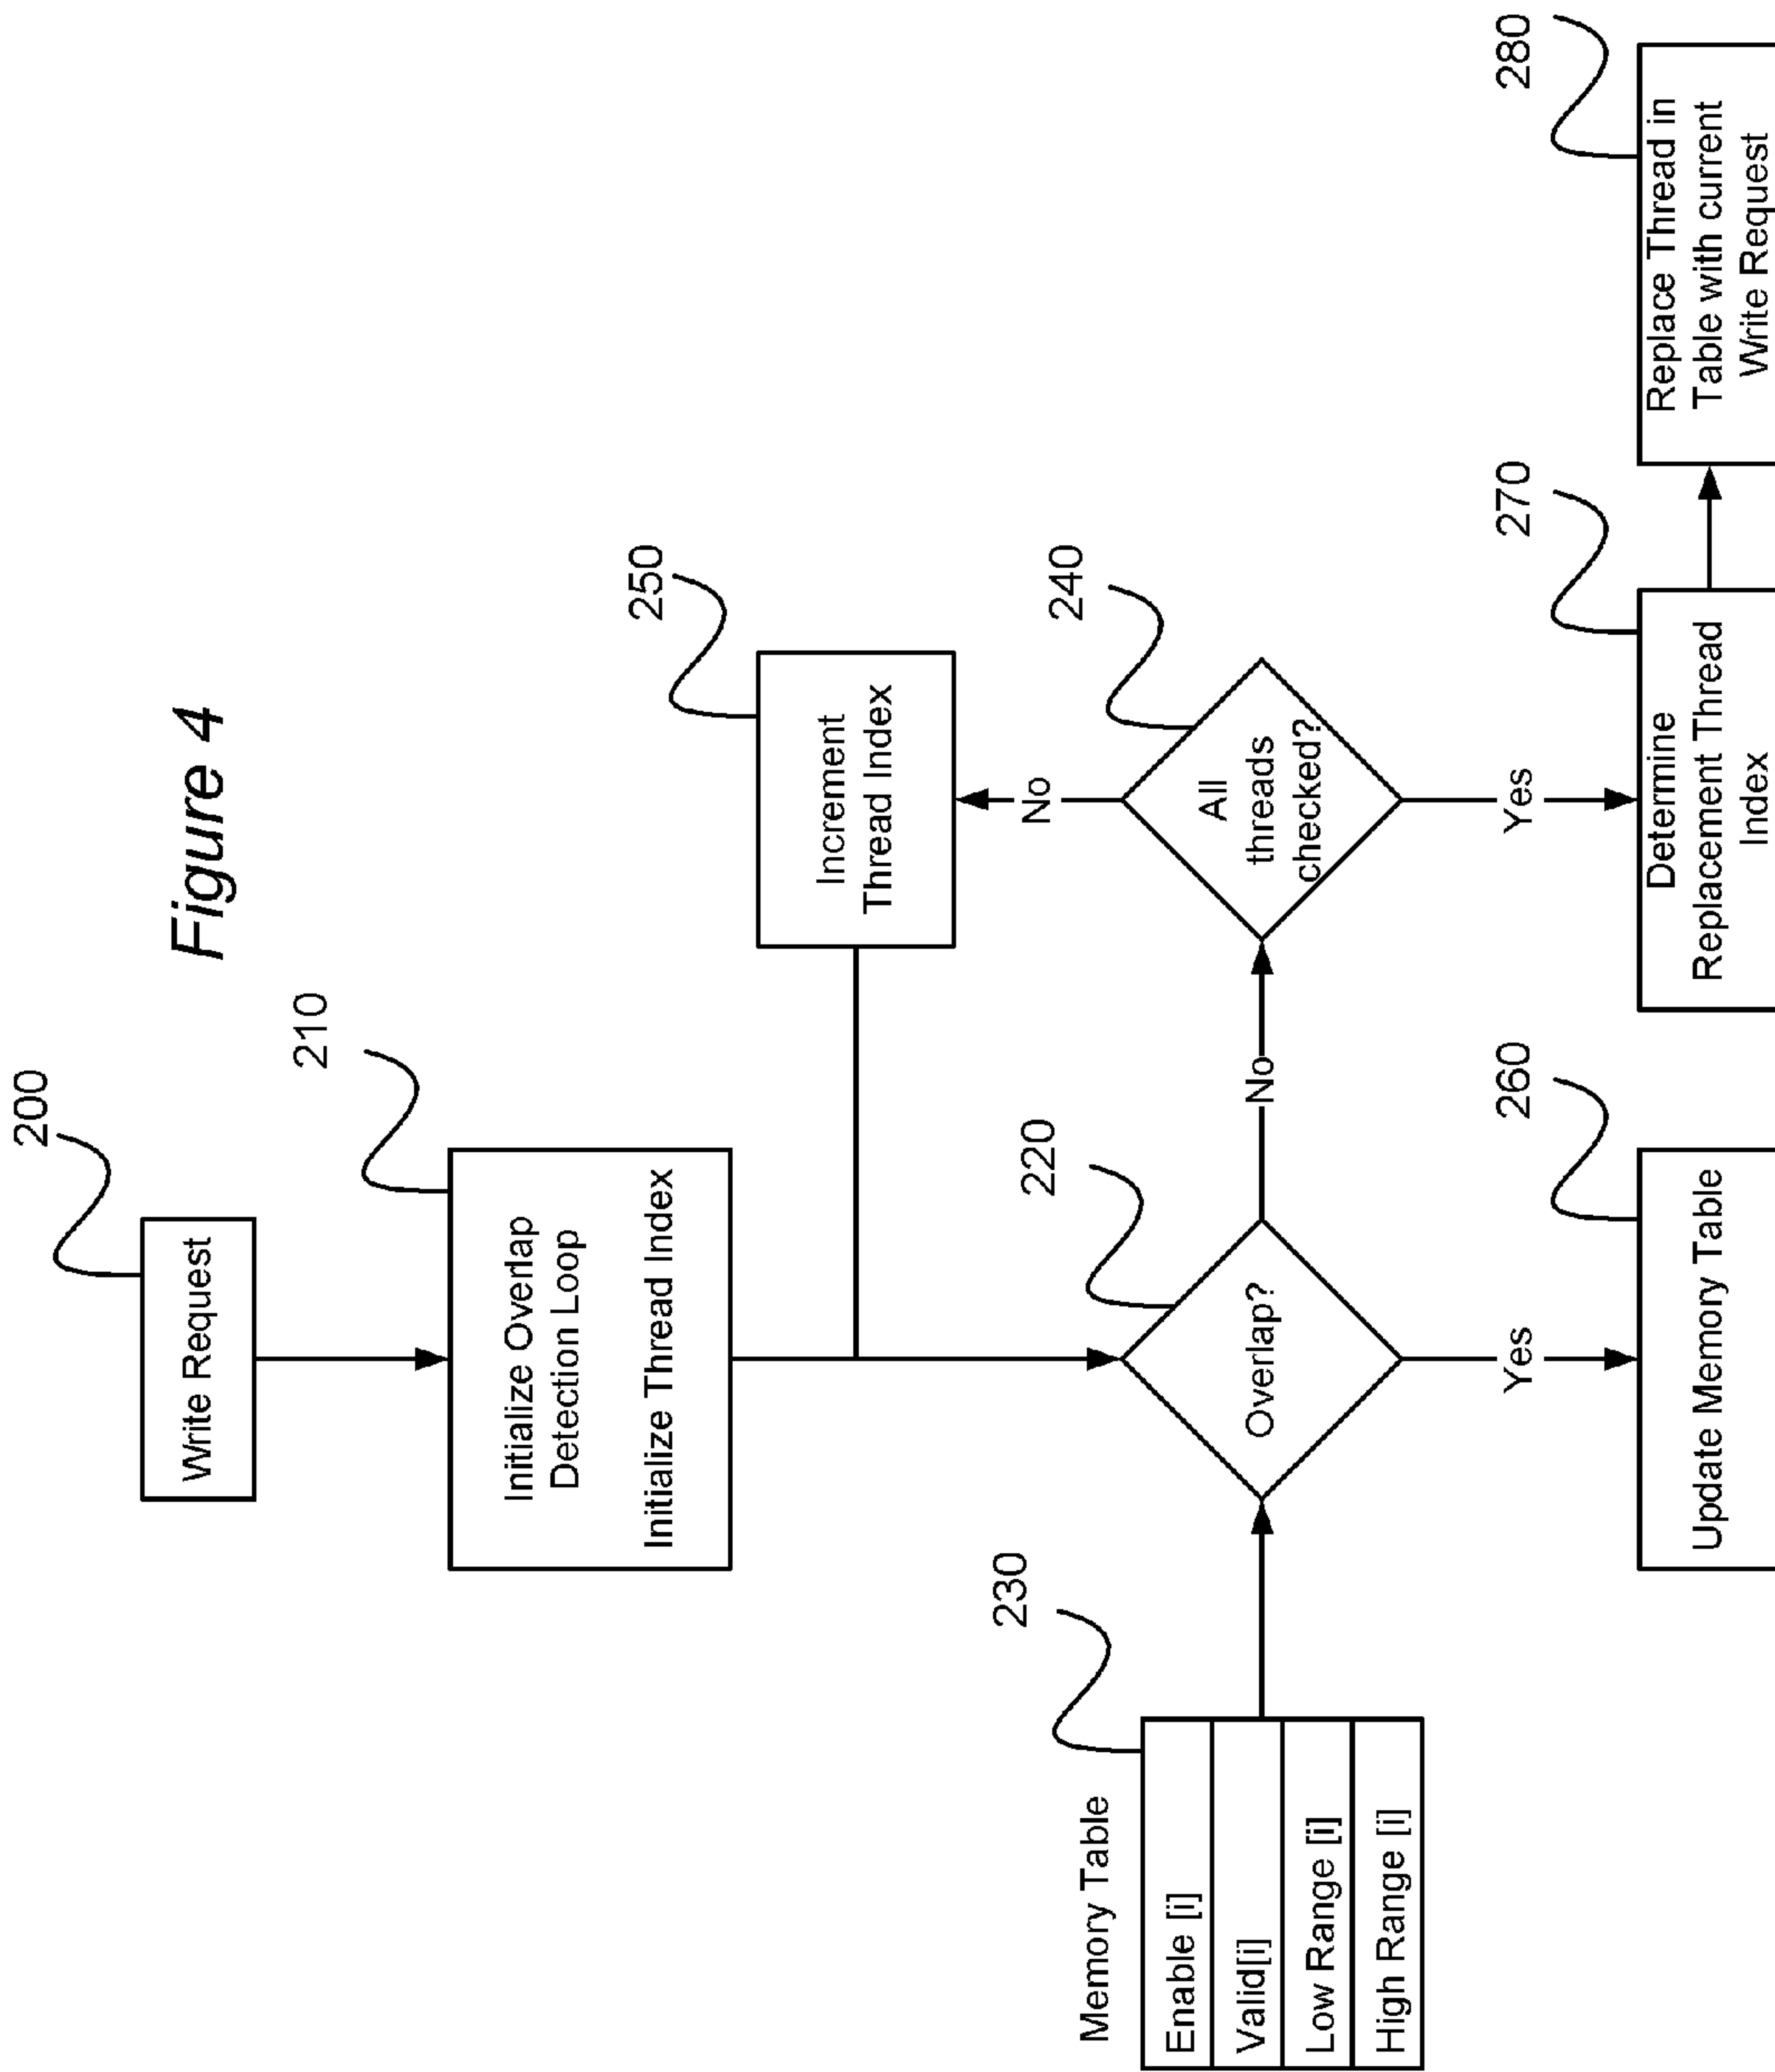 Figure 4
200
Write Request
210
Initialize Overlap
Detection Loop
Initialize Thread Index
250
Increment
Thread Index
230
Memory Table
Enable [i]
Valid[i]
Low Range [i]
High Range [i]
220
Overlap?
No
240
All
threads
checked?
No
Yes
Yes
260
Update Memory Table
270
Determine
Replacement Thread
Index
280
Replace Thread in
Table with current
Write Request